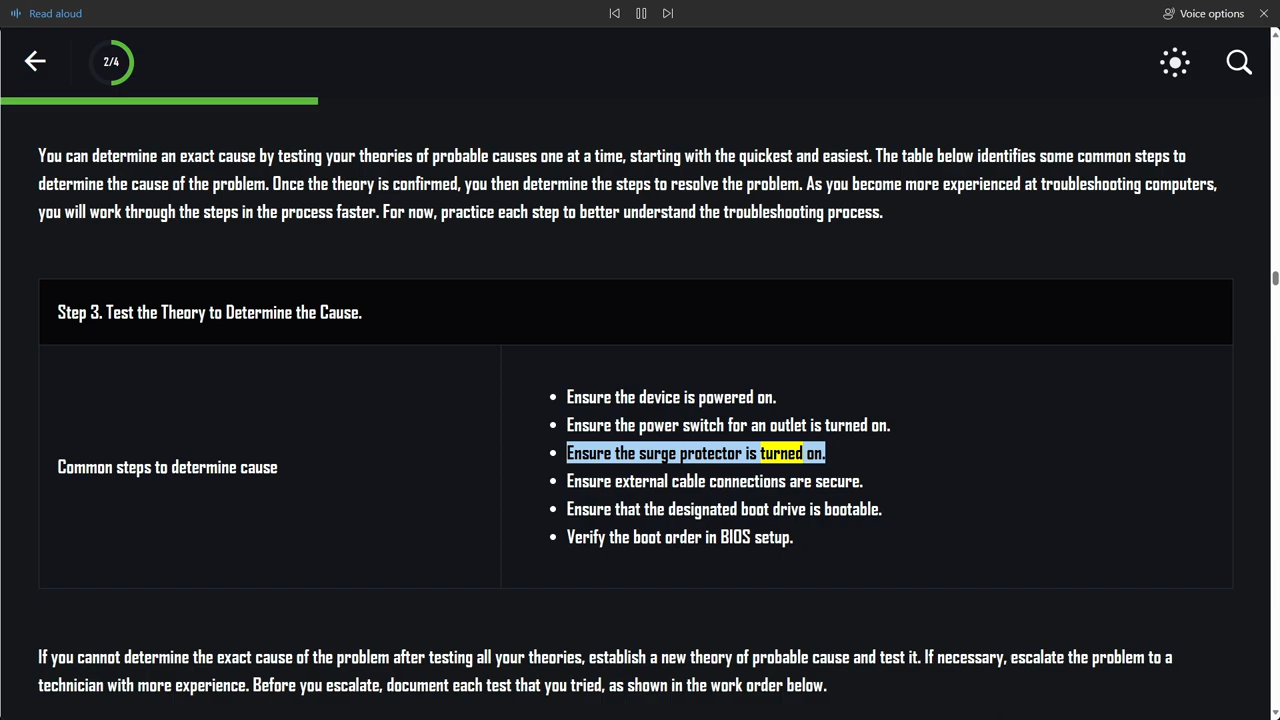 Read aloud
Voice options
2/4
You can determine an exact cause by testing your theories of probable causes one at a time, starting with the quickest and easiest. The table below identifies some common steps to
determine the cause of the problem. Once the theory is confirmed, you then determine the steps to resolve the problem. As you become more experienced at troubleshooting computers,
you will work through the steps in the process faster. For now, practice each step to better understand the troubleshooting process.
Step 3. Test the Theory to Determine the Cause.
Common steps to determine cause
• Ensure the device is powered on.
• Ensure the power switch for an outlet is turned on.
• Ensure the surge protector is turned on.
• Ensure external cable connections are secure.
• Ensure that the designated boot drive is bootable.
• Verify the boot order in BIOS setup.
If you cannot determine the exact cause of the problem after testing all your theories, establish a new theory of probable cause and test it. If necessary, escalate the problem to a
technician with more experience. Before you escalate, document each test that you tried, as shown in the work order below.